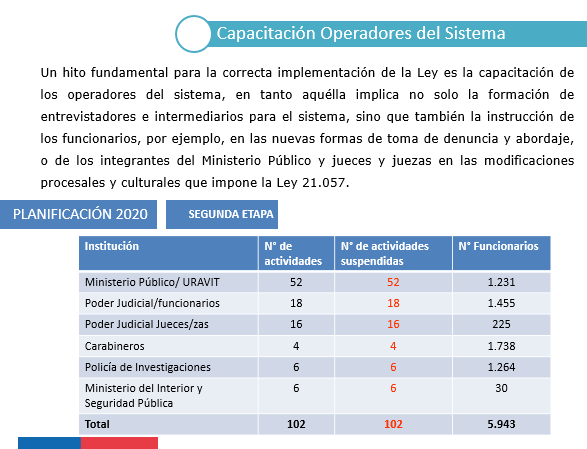 Capacitación Operadores del Sistema
Un hito fundamental para la correcta implementación de la Ley es la capacitación de
los operadores del sistema, en tanto aquélla implica no solo la formación de
entrevistadores e intermediarios para el sistema, sino que también la instrucción de
los funcionarios, por ejemplo, en las nuevas formas de toma de denuncia y abordaje,
o de los integrantes del Ministerio Público y jueces y juezas en las modificaciones
procesales y culturales que impone la Ley 21.057.
PLANIFICACIÓN 2020 SEGUNDA ETAPA
Institución N° de actividades N° de actividades suspendidas N° Funcionarios
Ministerio Público/ URAVIT 52 52 1.231
Poder Judicial/funcionarios 18 18 1.455
Poder Judicial Jueces/zas 16 16 225
Carabineros 4 4 1.738
Policía de Investigaciones 6 6 1.264
Ministerio del Interior y Seguridad Pública 6 6 30
Total 102 102 5.943